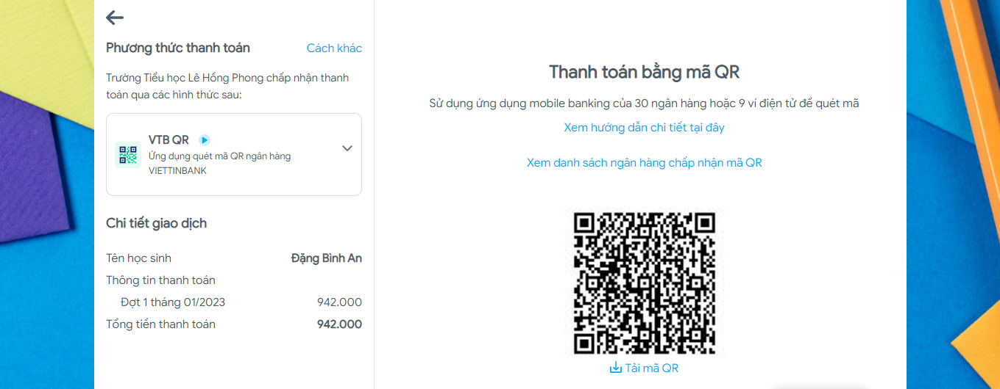 Phương thức thanh toán
Cách khác
Trường Tiểu học Lê Hồng Phong chấp nhận thanh
toán qua các hình thức sau:
VTB QR
Ứng dụng quét mã QR ngân hàng
VIETTINBANK
Chi tiết giao dịch
Tên học sinh Đặng Bình An
Thông tin thanh toán
Đợt 1 tháng 01/2023 942.000
Tổng tiền thanh toán 942.000
Thanh toán bằng mã QR
Sử dụng ứng dụng mobile banking của 30 ngân hàng hoặc 9 ví điện tử để quét mã
Xem hướng dẫn chi tiết tại đây
Xem danh sách ngân hàng chấp nhận mã QR
Tải mã QR